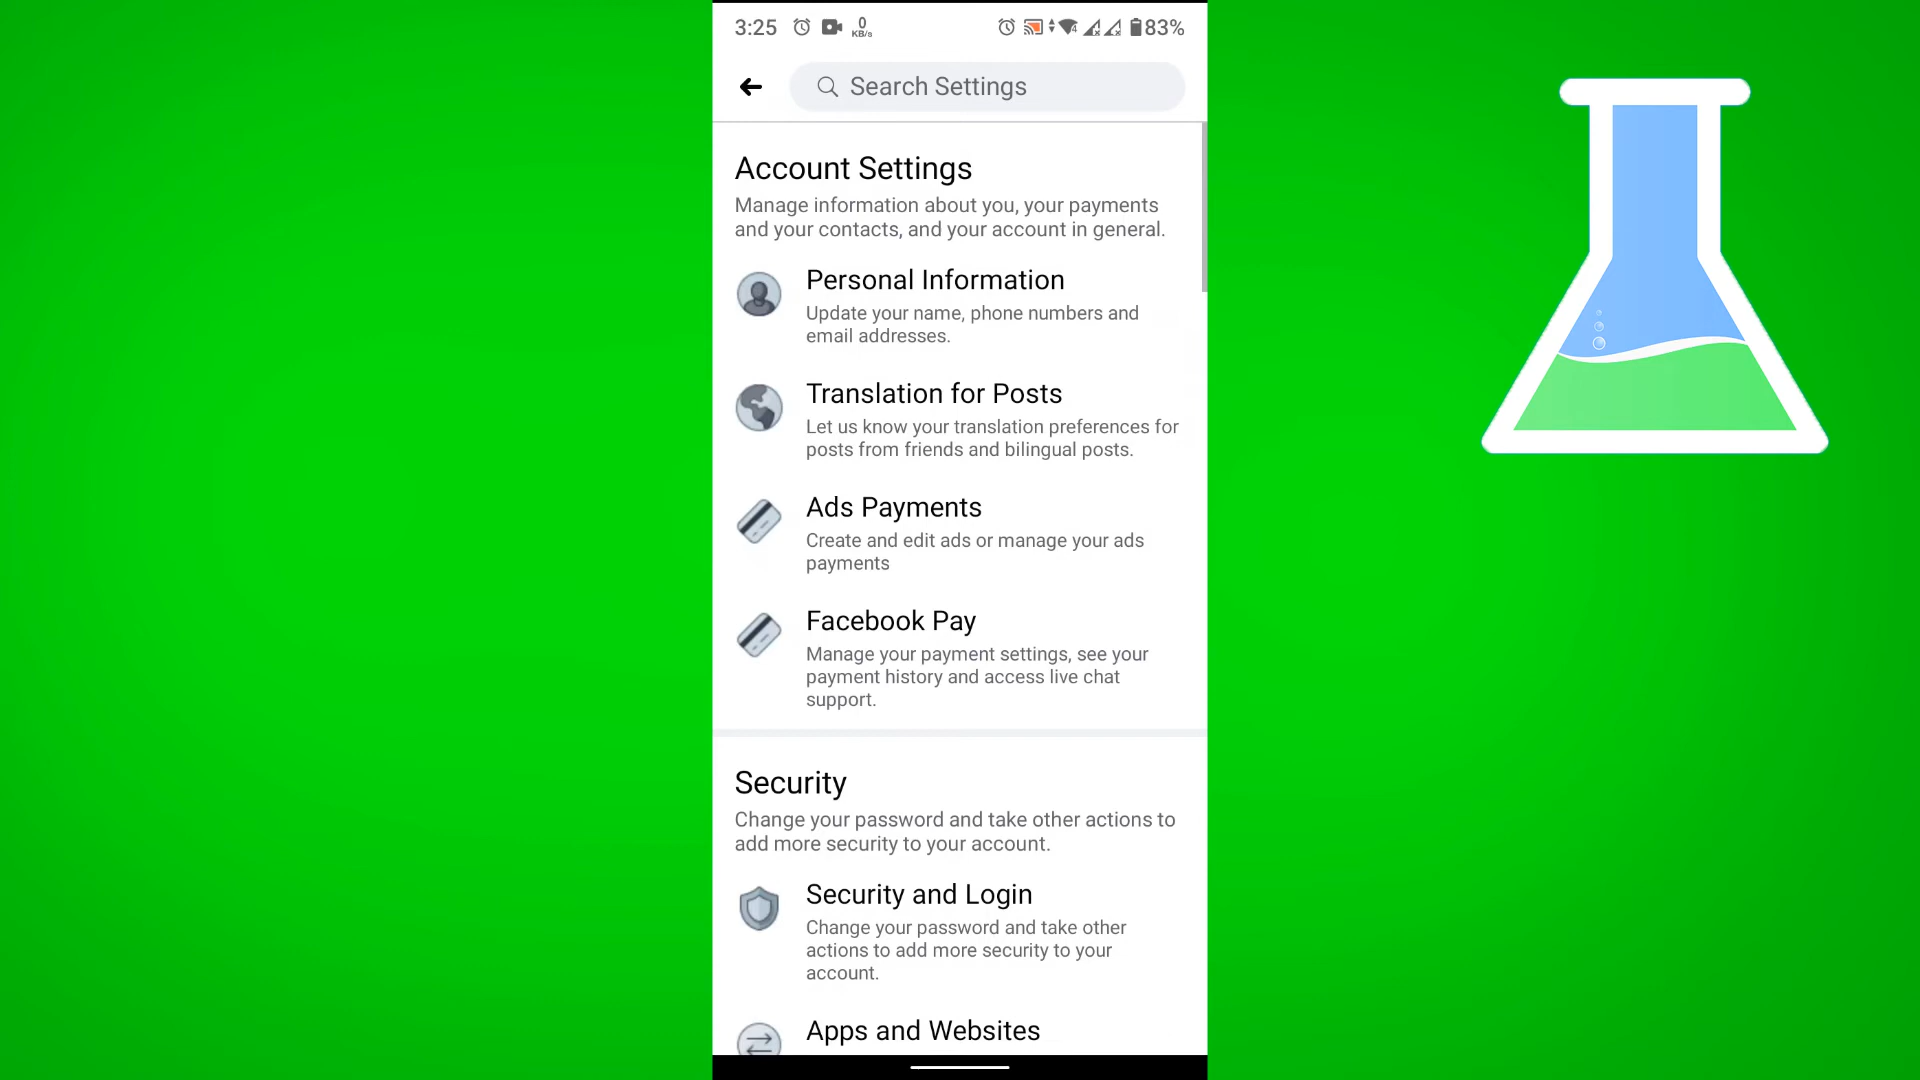 3:25
0
KB/s
83%
Search Settings
Account Settings
Manage information about you, your payments
and your contacts, and your account in general.
Personal Information
Update your name, phone numbers and
email addresses.
Translation for Posts
Let us know your translation preferences for
posts from friends and bilingual posts.
Ads Payments
Create and edit ads or manage your ads
payments
Facebook Pay
Manage your payment settings, see your
payment history and access live chat
support.
Security
Change your password and take other actions to
add more security to your account.
Security and Login
Change your password and take other
actions to add more security to your
account.
Apps and Websites